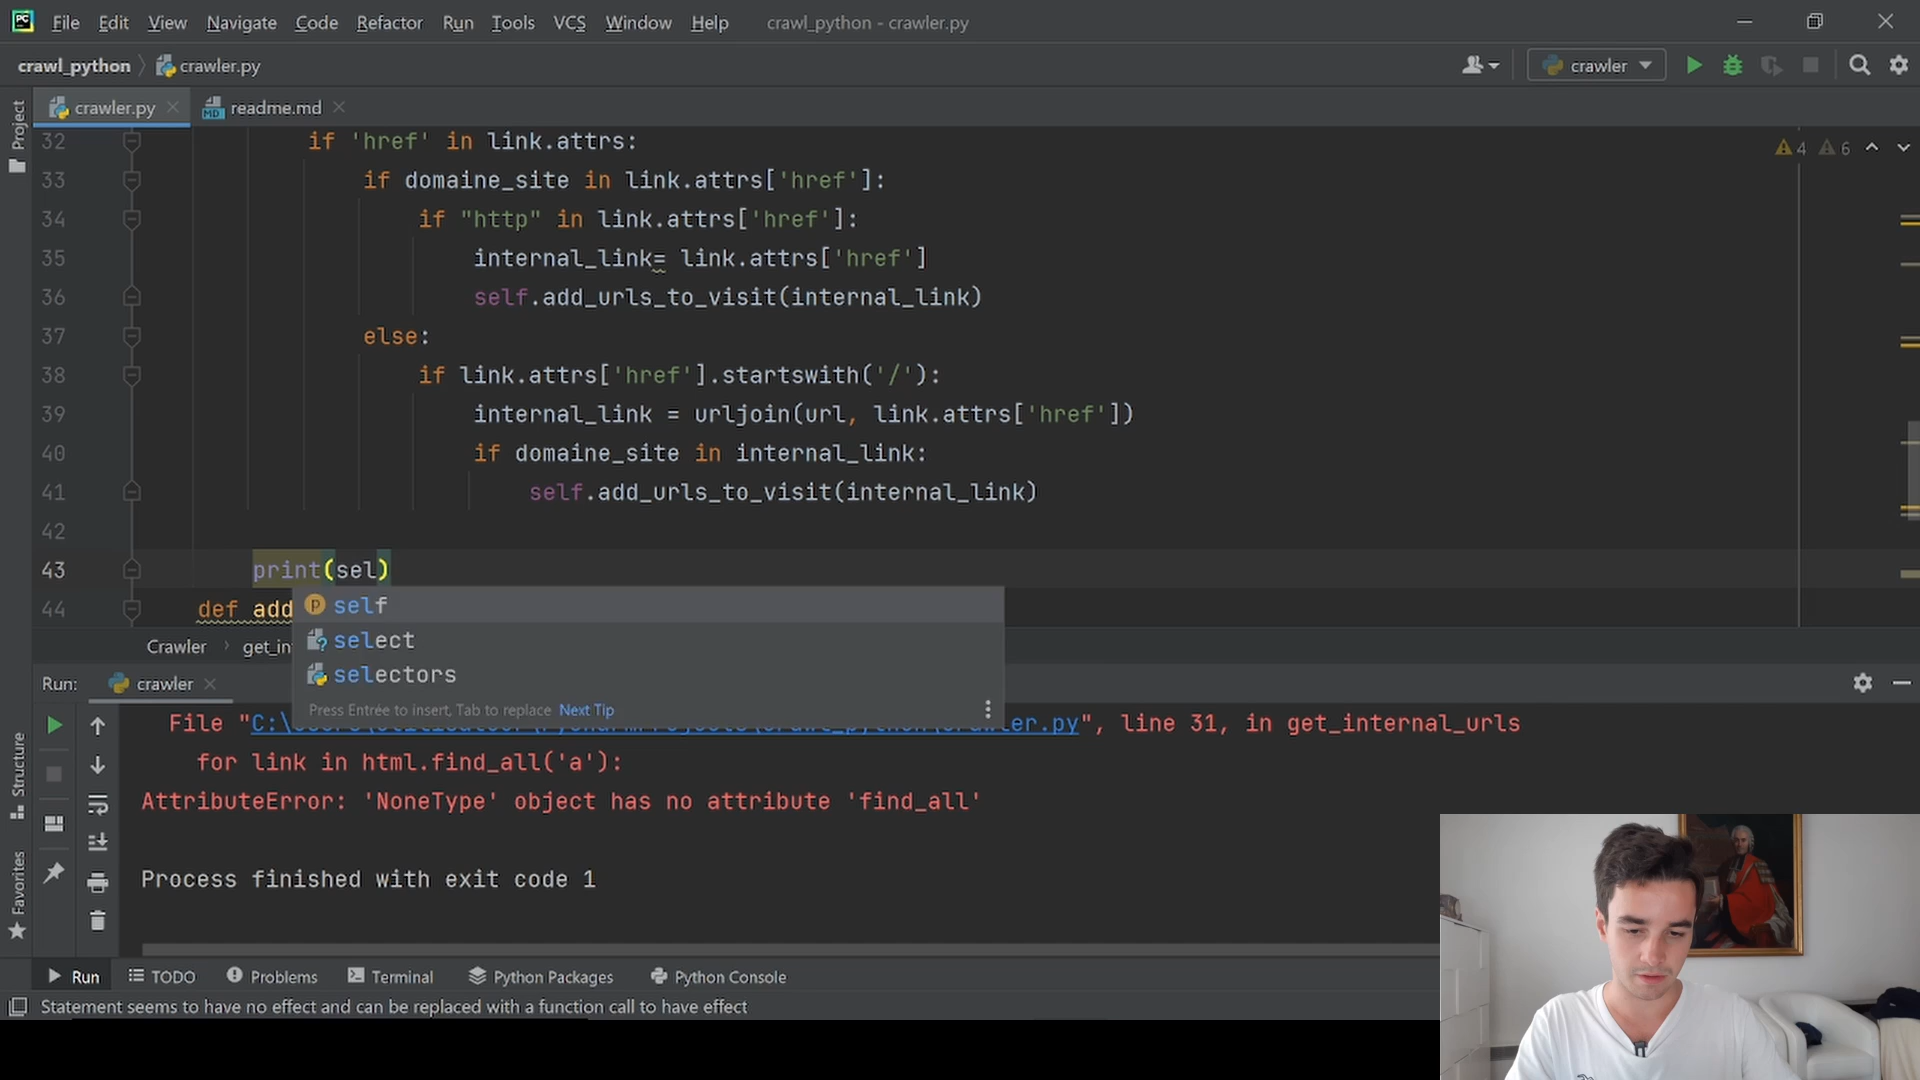 File Edit View Navigate Code Refactor Run Tools VCS Window Help crawl_python - crawler.py
crawl_python crawler.py crawler
Project
crawler.py readme.md
32 if 'href' in link.attrs:
4 6
33 if domaine_site in link.attrs['href']:
34 if "http" in link.attrs['href']:
35 internal_link= link.attrs['href']
36 self.add_urls_to_visit(internal_link)
37 else:
38 if link.attrs['href'].startswith('/'):
39 internal_link = urljoin(url, link.attrs['href'])
40 if domaine_site in internal_link:
41 self.add_urls_to_visit(internal_link)
42
43 print(sel)
44 def add
self
select
selectors
Press Entrée to insert, Tab to replace Next Tip
Crawler get_in
Run: crawler
File "C:\ \crawl_python\crawler.py", line 31, in get_internal_urls
for link in html.find_all('a'):
AttributeError: 'NoneType' object has no attribute 'find_all'
Process finished with exit code 1
Structure
Favorites
Run TODO Problems Terminal Python Packages Python Console
Statement seems to have no effect and can be replaced with a function call to have effect